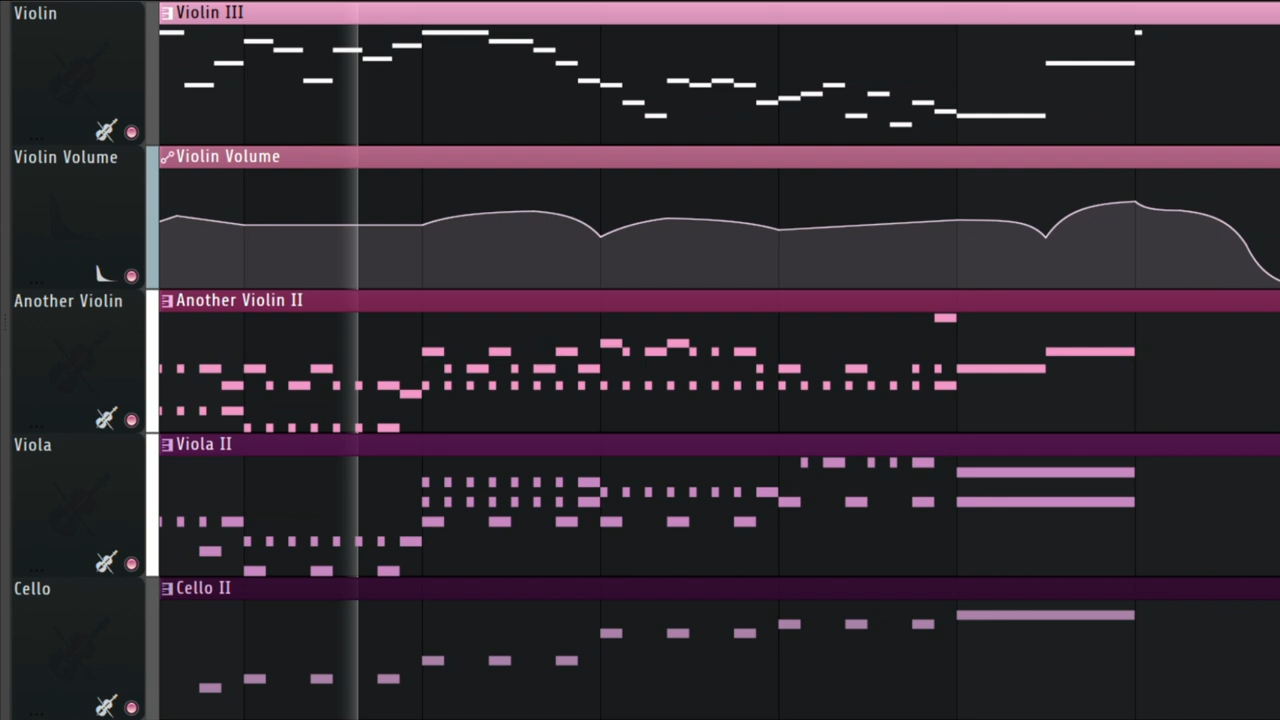 Violin
Violin III
Violin Volume
Violin Volume
Another Violin
Another Violin II
Viola
Viola II
Cello
Cello II